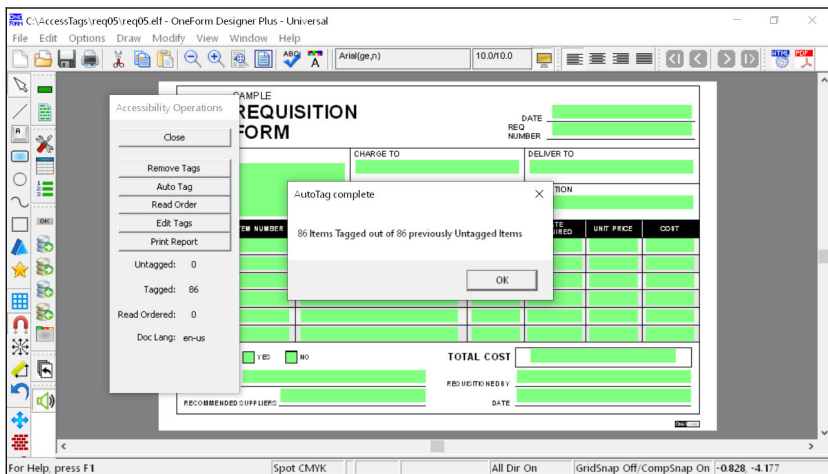 C:\AccessTags\req05\req05.elf - OneForm Designer Plus - Universal
File Edit Options Draw Modify View Window Help
Arial(ge,n) 10.0/10.0
HTML PDF
Accessibility Operations
Close
Remove Tags
Auto Tag
Read Order
Edit Tags
Print Report
Untagged: 0
Tagged: 86
Read Ordered: 0
Doc Lang: en-us
REQUISITION
FORM
DATE
REQ
NUMBER
CHARGE TO
DELIVER TO
AutoTag complete
86 Items Tagged out of 86 previously Untagged Items
OK
UNIT PRICE
COST
YES
NO
TOTAL COST
REQUISITIONED BY
RECOMMENDED SUPPLIERS
DATE
For Help, press F1
Spot CMYK
All Dir On
GridSnap Off/CompSnap On
-0.828, -4.177